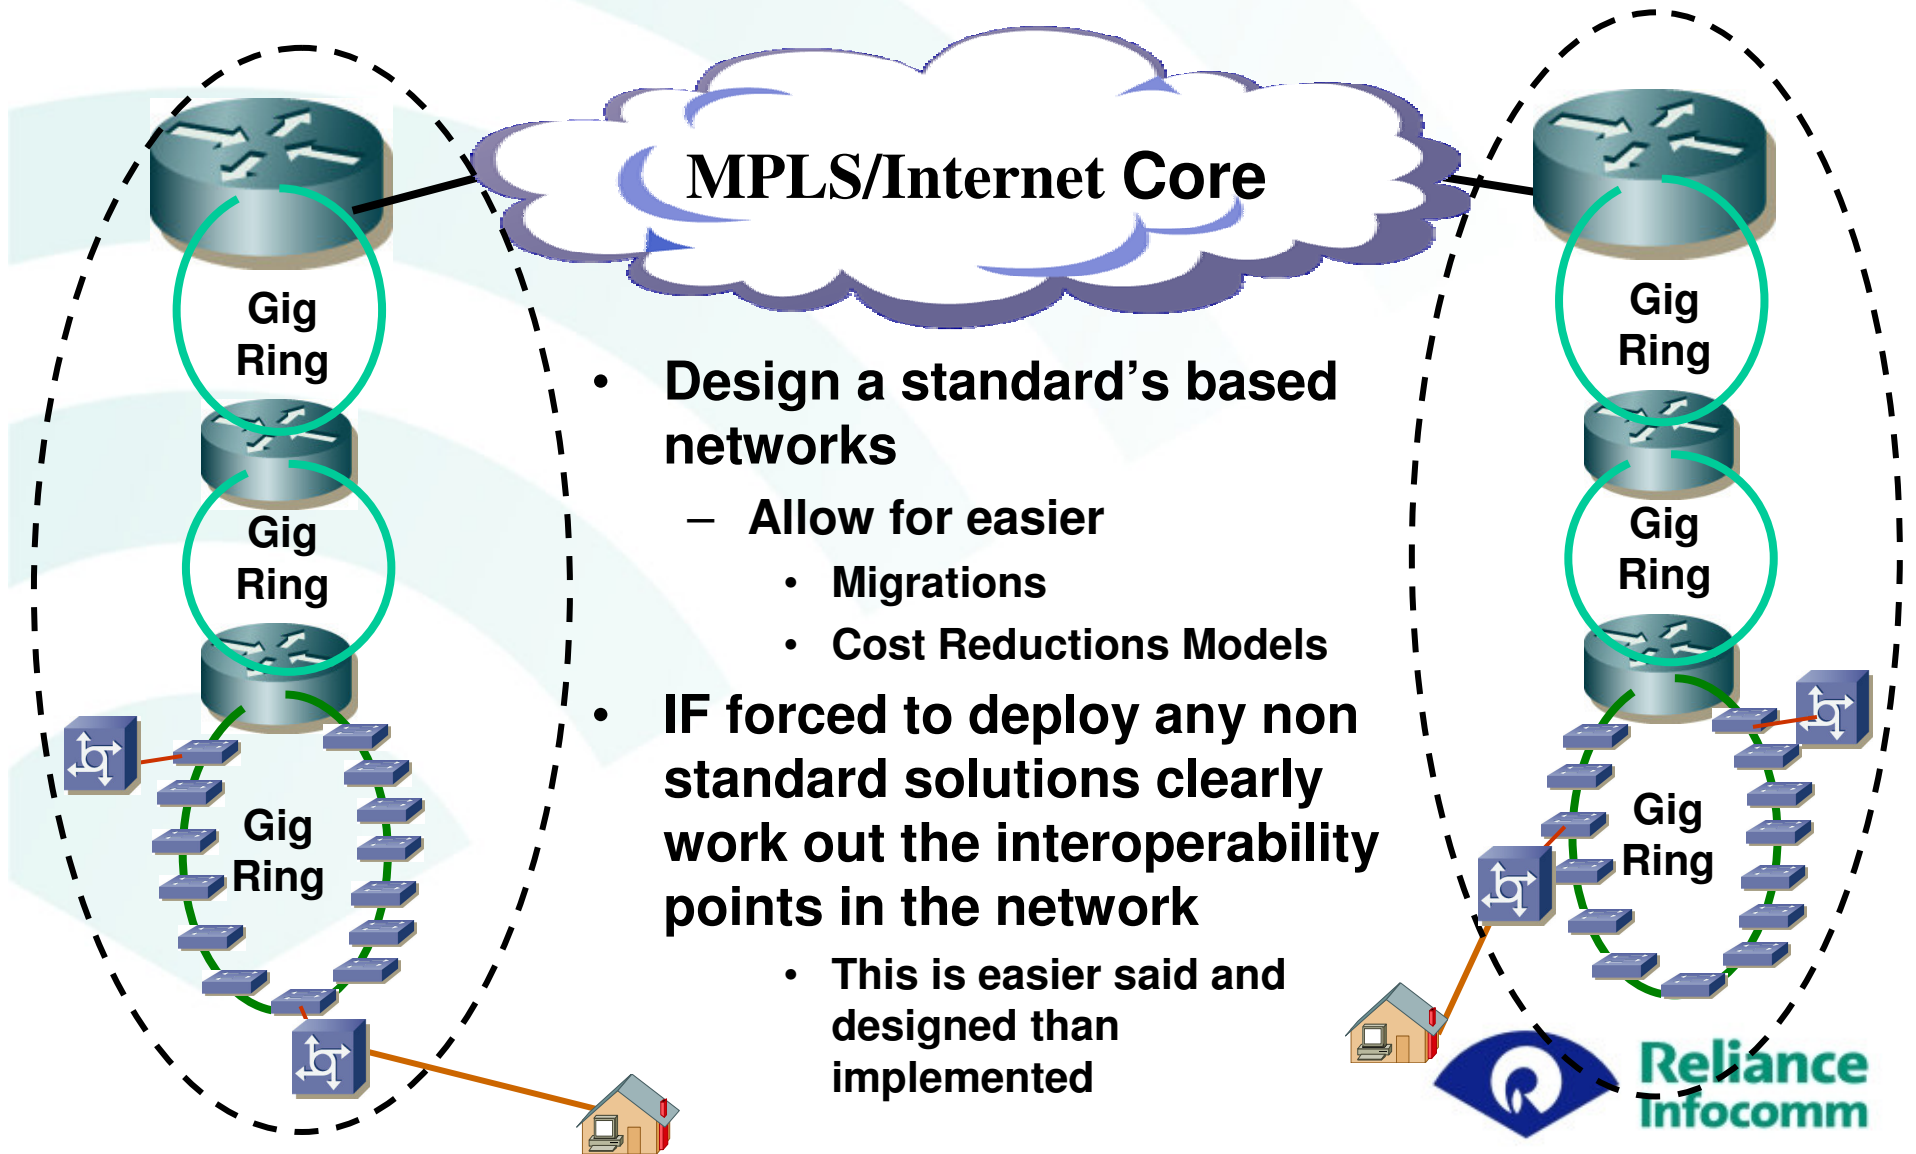 MPLS/Internet Core
Gig
Ring
Gig
Ring
Gig
Ring
• Design a standard’s based
networks
– Allow for easier
• Migrations
• Cost Reductions Models
• IF forced to deploy any non
standard solutions clearly
work out the interoperability
points in the network
• This is easier said and
designed than
implemented
Gig
Ring
Gig
Ring
Gig
Ring
Reliance
Infocomm